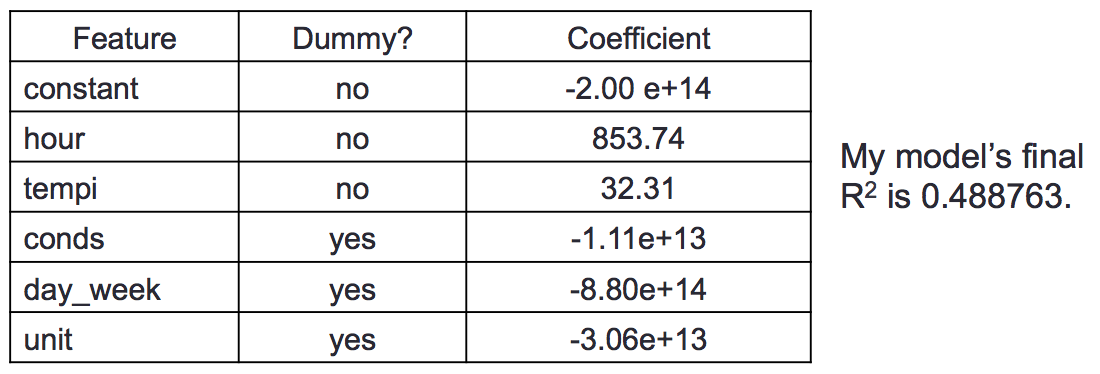 Feature Dummy? Coefficient
constant no -2.00 e+14
hour no 853.74
tempi no 32.31
conds yes -1.11e+13
day_week yes -8.80e+14
unit yes -3.06e+13
My model’s final
R² is 0.488763.